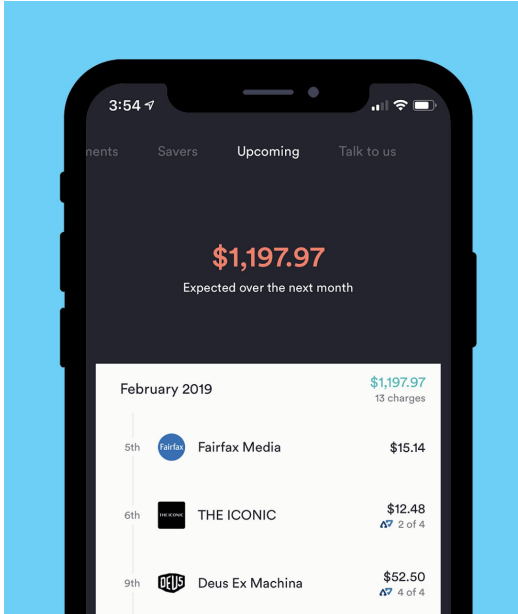 3:54
nents Savers Upcoming Talk to us
$1,197.97
Expected over the next month
February 2019 $1,197.97
13 charges
5th Fairfax Fairfax Media $15.14
6th THE ICONIC THE ICONIC $12.48
2 of 4
9th DEUS Deus Ex Machina $52.50
4 of 4